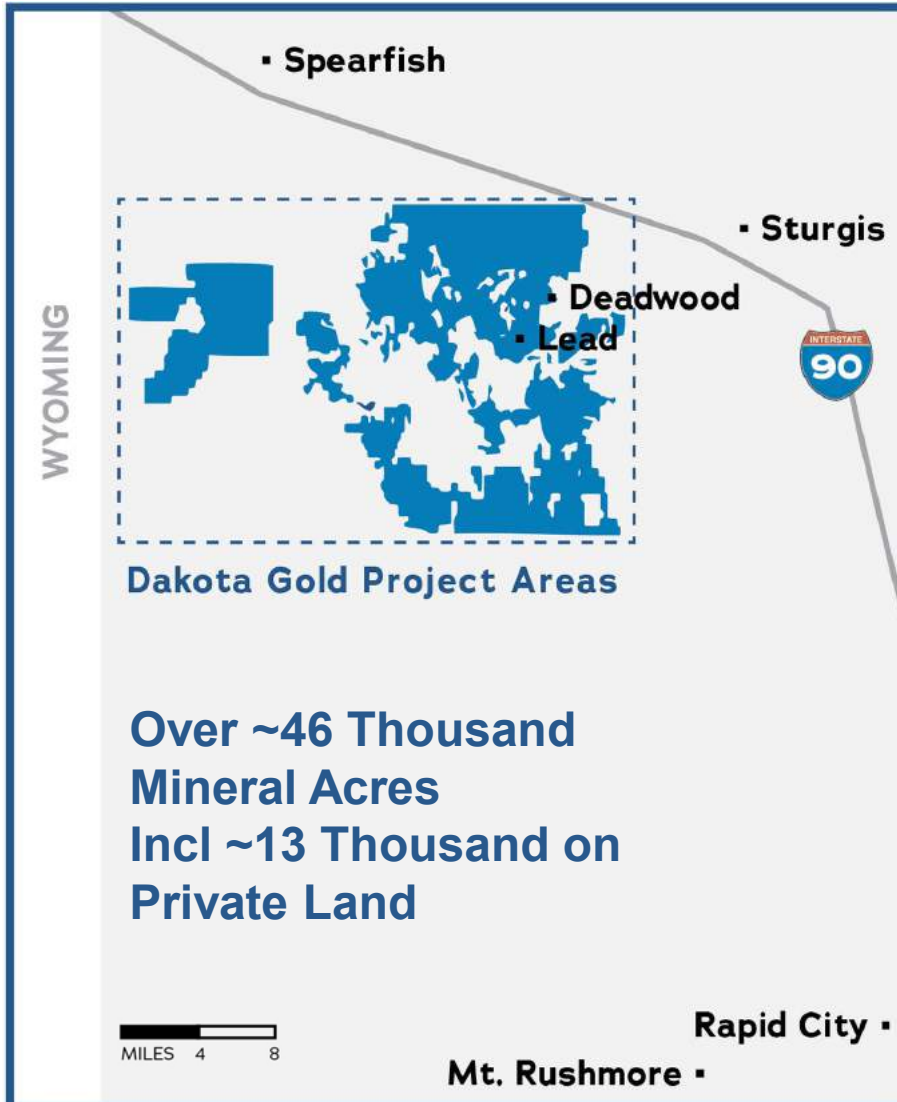 Spearfish
Sturgis
Deadwood
Lead
WYOMING
INTERSTATE
90
Dakota Gold Project Areas
Over ~46 Thousand
Mineral Acres
Incl ~13 Thousand on
Private Land
MILES 4 8
Rapid City
Mt. Rushmore